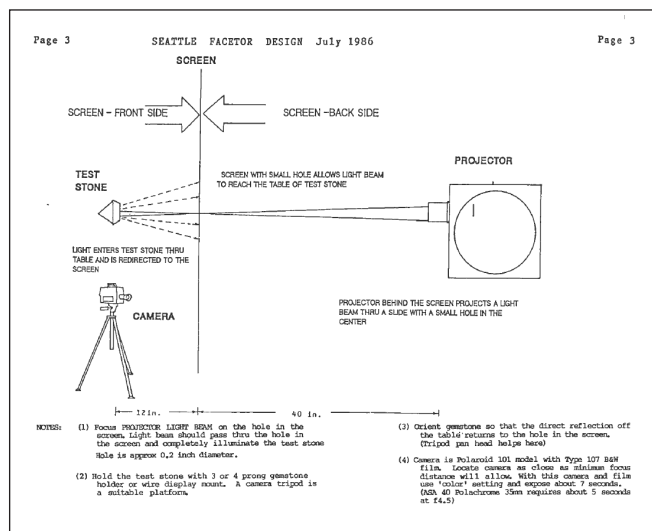 Page 3 SEATTLE FACETOR DESIGN July 1986 Page 3
SCREEN
SCREEN - FRONT SIDE SCREEN -BACK SIDE
PROJECTOR
TEST
STONE
SCREEN WITH SMALL HOLE ALLOWS LIGHT BEAM
TO REACH THE TABLE OF TEST STONE
LIGHT ENTERS TEST STONE THRU
TABLE AND IS REDIRECTED TO THE
SCREEN
CAMERA
PROJECTOR BEHIND THE SCREEN PROJECTS A LIGHT
BEAM THRU A SLIDE WITH A SMALL HOLE IN THE
CENTER
12in. 40 in.
NOTES: (1) Focus PROJECTOR LIGHT BEAM on the hole in the
screen. Light beam should pass thru the hole in
the screen and completely illuminate the test stone
Hole is approx 0.2 inch diameter.
(2) Hold the test stone with 3 or 4 prong gemstone
holder or wire display mount. A camera tripod is
a suitable platform.
(3) Orient gemstone so that the direct reflection off
the table returns to the hole in the screen.
(Tripod pan head helps here)
(4) Camera is Polaroid 101 model with Type 107 B&W
film. Locate camera as close as minimum focus
distance will allow. With this camera and film
use 'color' setting and expose about 7 seconds.
(ASA 40 Polachrome 35mm requires about 5 seconds
at f4.5)